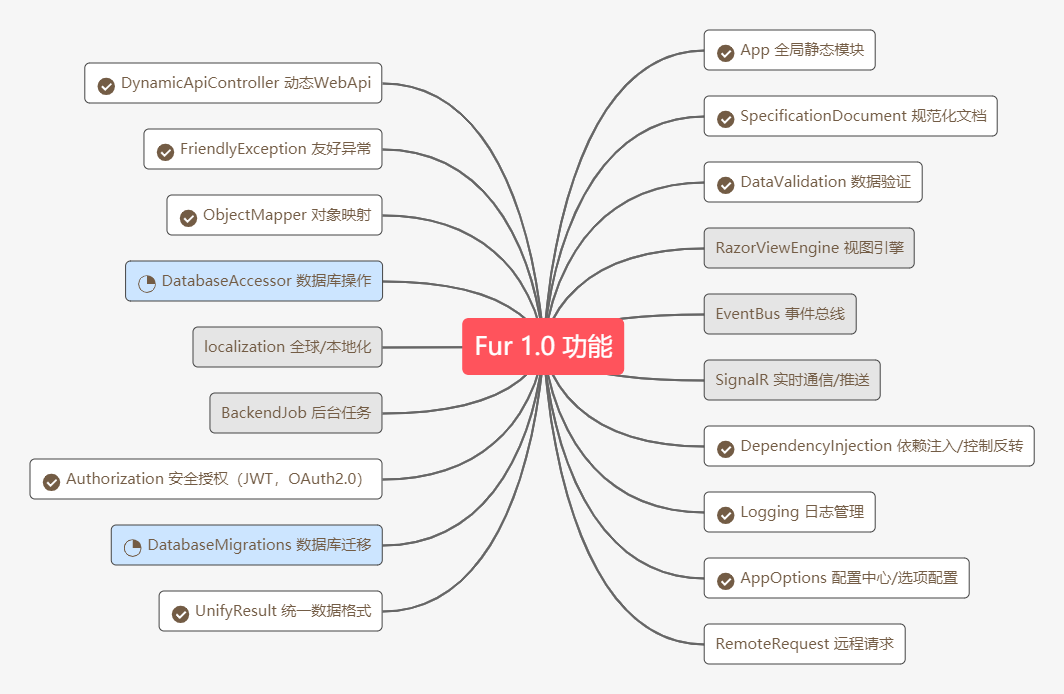 Fur 1.0 功能
DynamicApiController 动态WebApi
FriendlyException 友好异常
ObjectMapper 对象映射
DatabaseAccessor 数据库操作
localization 全球/本地化
BackendJob 后台任务
Authorization 安全授权（JWT，OAuth2.0）
DatabaseMigrations 数据库迁移
UnifyResult 统一数据格式
App 全局静态模块
SpecificationDocument 规范化文档
DataValidation 数据验证
RazorViewEngine 视图引擎
EventBus 事件总线
SignalR 实时通信/推送
DependencyInjection 依赖注入/控制反转
Logging 日志管理
AppOptions 配置中心/选项配置
RemoteRequest 远程请求